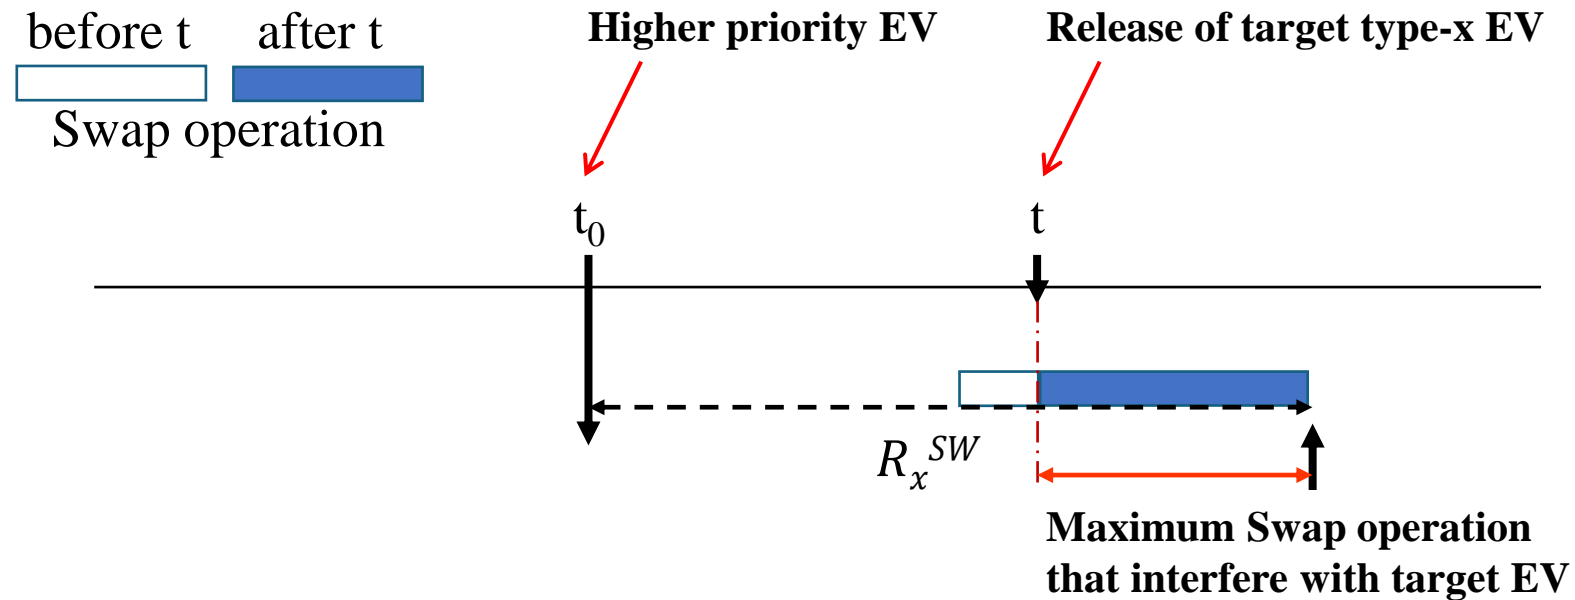 before t after t
Swap operation
Higher priority EV
Release of target type-x EV
t₀
t
Rₓ^SW
Maximum Swap operation
that interfere with target EV